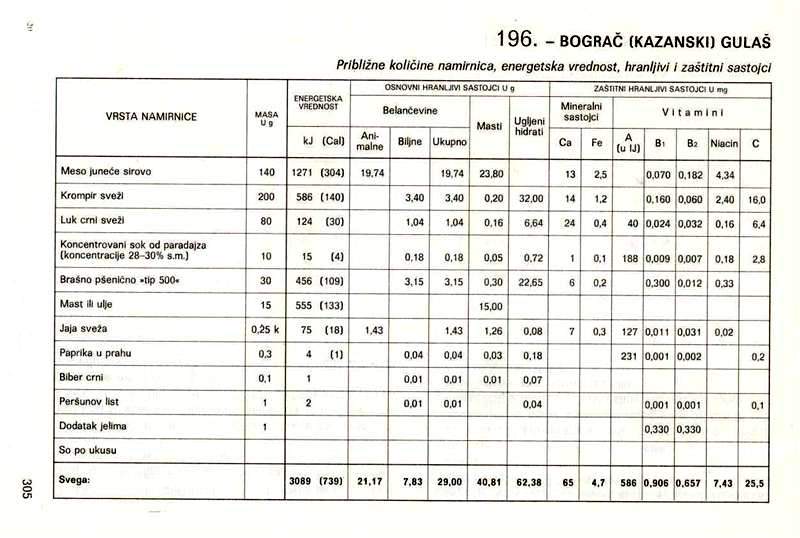 196. – BOGRAČ (KAZANSKI) GULAŠ
Približne količine namirnica, energetska vrednost, hranljivi i zaštitni sastojci
VRSTA NAMIRNICE MASA U g ENERGETSKA VREDNOST OSNOVNI HRANLJIVI SASTOJCI U g ZAŠTITNI HRANLJIVI SASTOJCI U mg
Belančevine Masti Ugljeni hidrati Mineralni sastojci Vitamini
kJ (Cal) Ani-malne Biljne Ukupno Ca Fe A (u IJ) B1 B2 Niacin C
Meso juneće sirovo 140 1271 (304) 19,74 19,74 23,80 13 2,5 0,070 0,182 4,34
Krompir sveži 200 586 (140) 3,40 3,40 0,20 32,00 14 1,2 0,160 0,060 2,40 16,0
Luk crni sveži 80 124 (30) 1,04 1,04 0,16 6,64 24 0,4 40 0,024 0,032 0,16 6,4
Koncentrovani sok od paradajza
(koncentracije 28–30% s.m.) 10 15 (4) 0,18 0,18 0,05 0,72 1 0,1 188 0,009 0,007 0,18 2,8
Brašno pšenično »tip 500« 30 456 (109) 3,15 3,15 0,30 22,65 6 0,2 0,300 0,012 0,33
Mast ili ulje 15 555 (133) 15,00
Jaja sveža 0,25 k 75 (18) 1,43 1,43 1,26 0,08 7 0,3 127 0,011 0,031 0,02
Paprika u prahu 0,3 4 (1) 0,04 0,04 0,03 0,18 231 0,001 0,002 0,2
Biber crni 0,1 1 0,01 0,01 0,01 0,07
Peršunov list 1 2 0,01 0,01 0,04 0,001 0,001 0,1
Dodatak jelima 1 0,330 0,330
So po ukusu
Svega: 3089 (739) 21,17 7,83 29,00 40,81 62,38 65 4,7 586 0,906 0,657 7,43 25,5
305